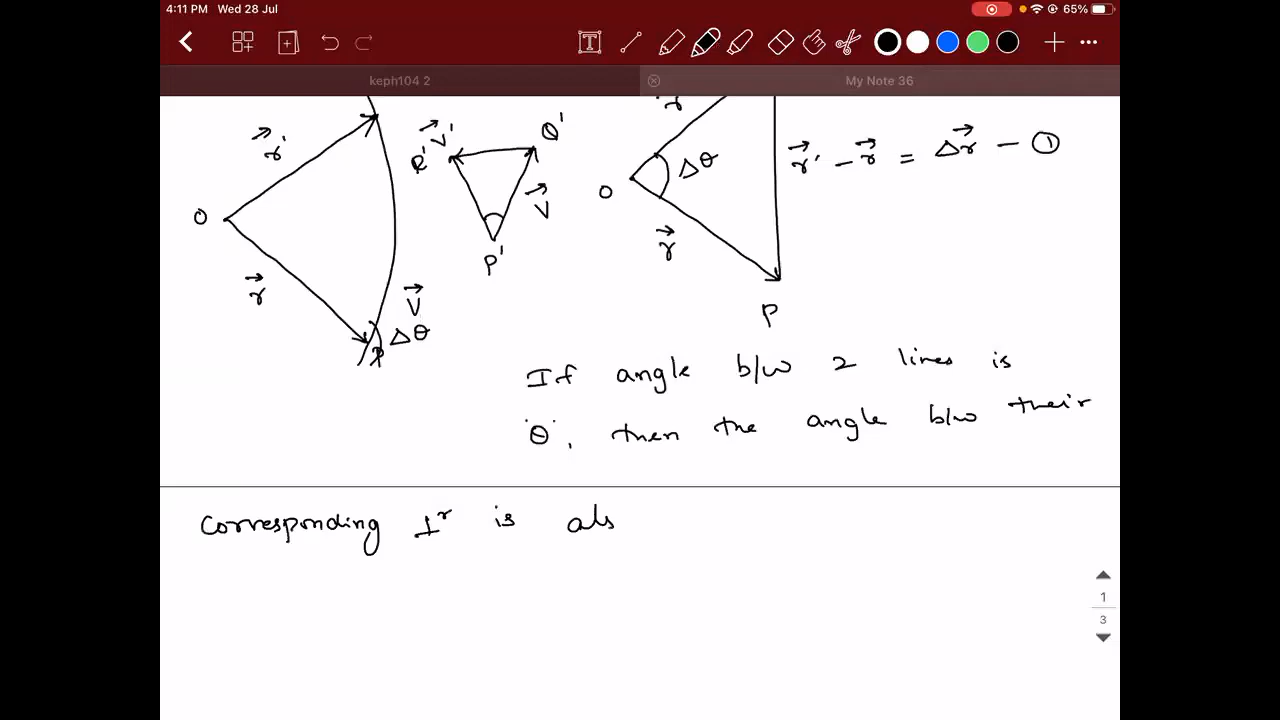 4:11 PM Wed 28 Jul
65%
T
keph104 2
My Note 36
r'
O
r
P
Δθ
V
V'
R'
Q'
V
P'
r
O
Δθ
r
P
r' - r = Δr - ①
If angle b/w 2 lines is
'θ', then the angle b/w their
corresponding ⊥r is als
1
3